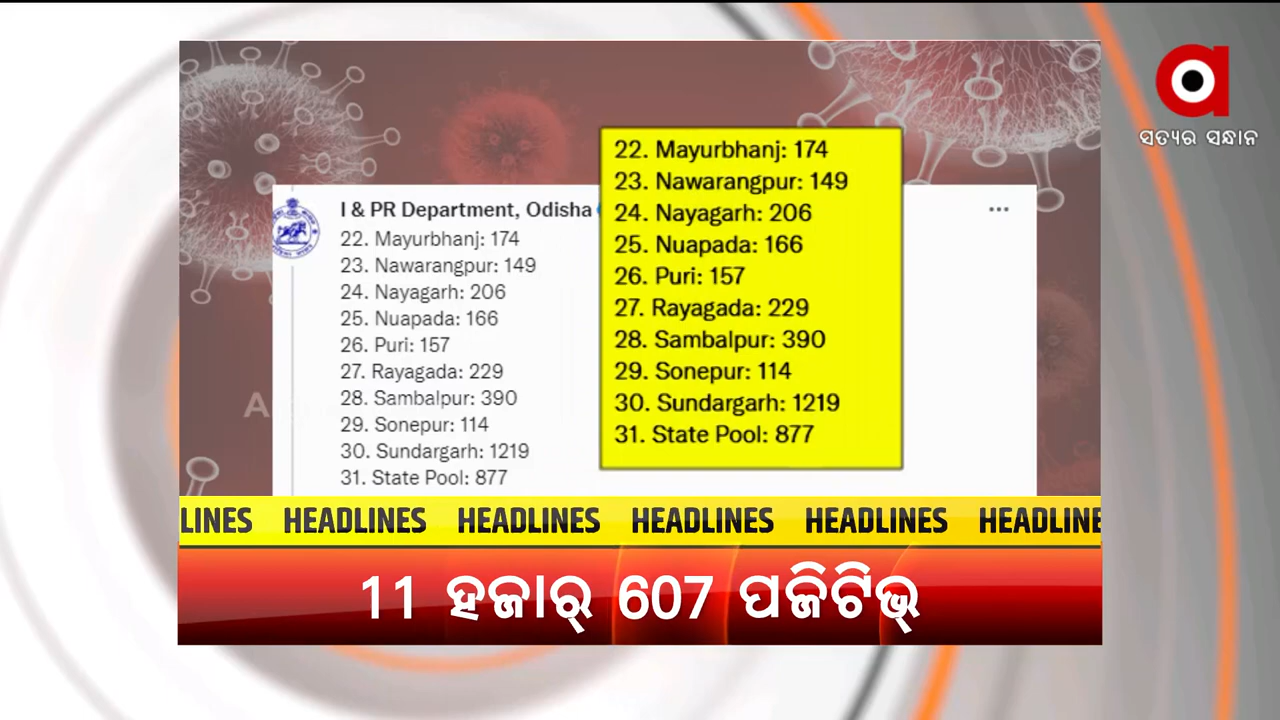 ସତ୍ୟର ସନ୍ଧାନ
I & PR Department, Odisha
22. Mayurbhanj: 174
23. Nawarangpur: 149
24. Nayagarh: 206
25. Nuapada: 166
26. Puri: 157
27. Rayagada: 229
28. Sambalpur: 390
29. Sonepur: 114
30. Sundargarh: 1219
31. State Pool: 877
22. Mayurbhanj: 174
23. Nawarangpur: 149
24. Nayagarh: 206
25. Nuapada: 166
26. Puri: 157
27. Rayagada: 229
28. Sambalpur: 390
29. Sonepur: 114
30. Sundargarh: 1219
31. State Pool: 877
LINES HEADLINES HEADLINES HEADLINES HEADLINES HEADLINE
11 ହଜାର୍ 607 ପଜିଟିଭ୍